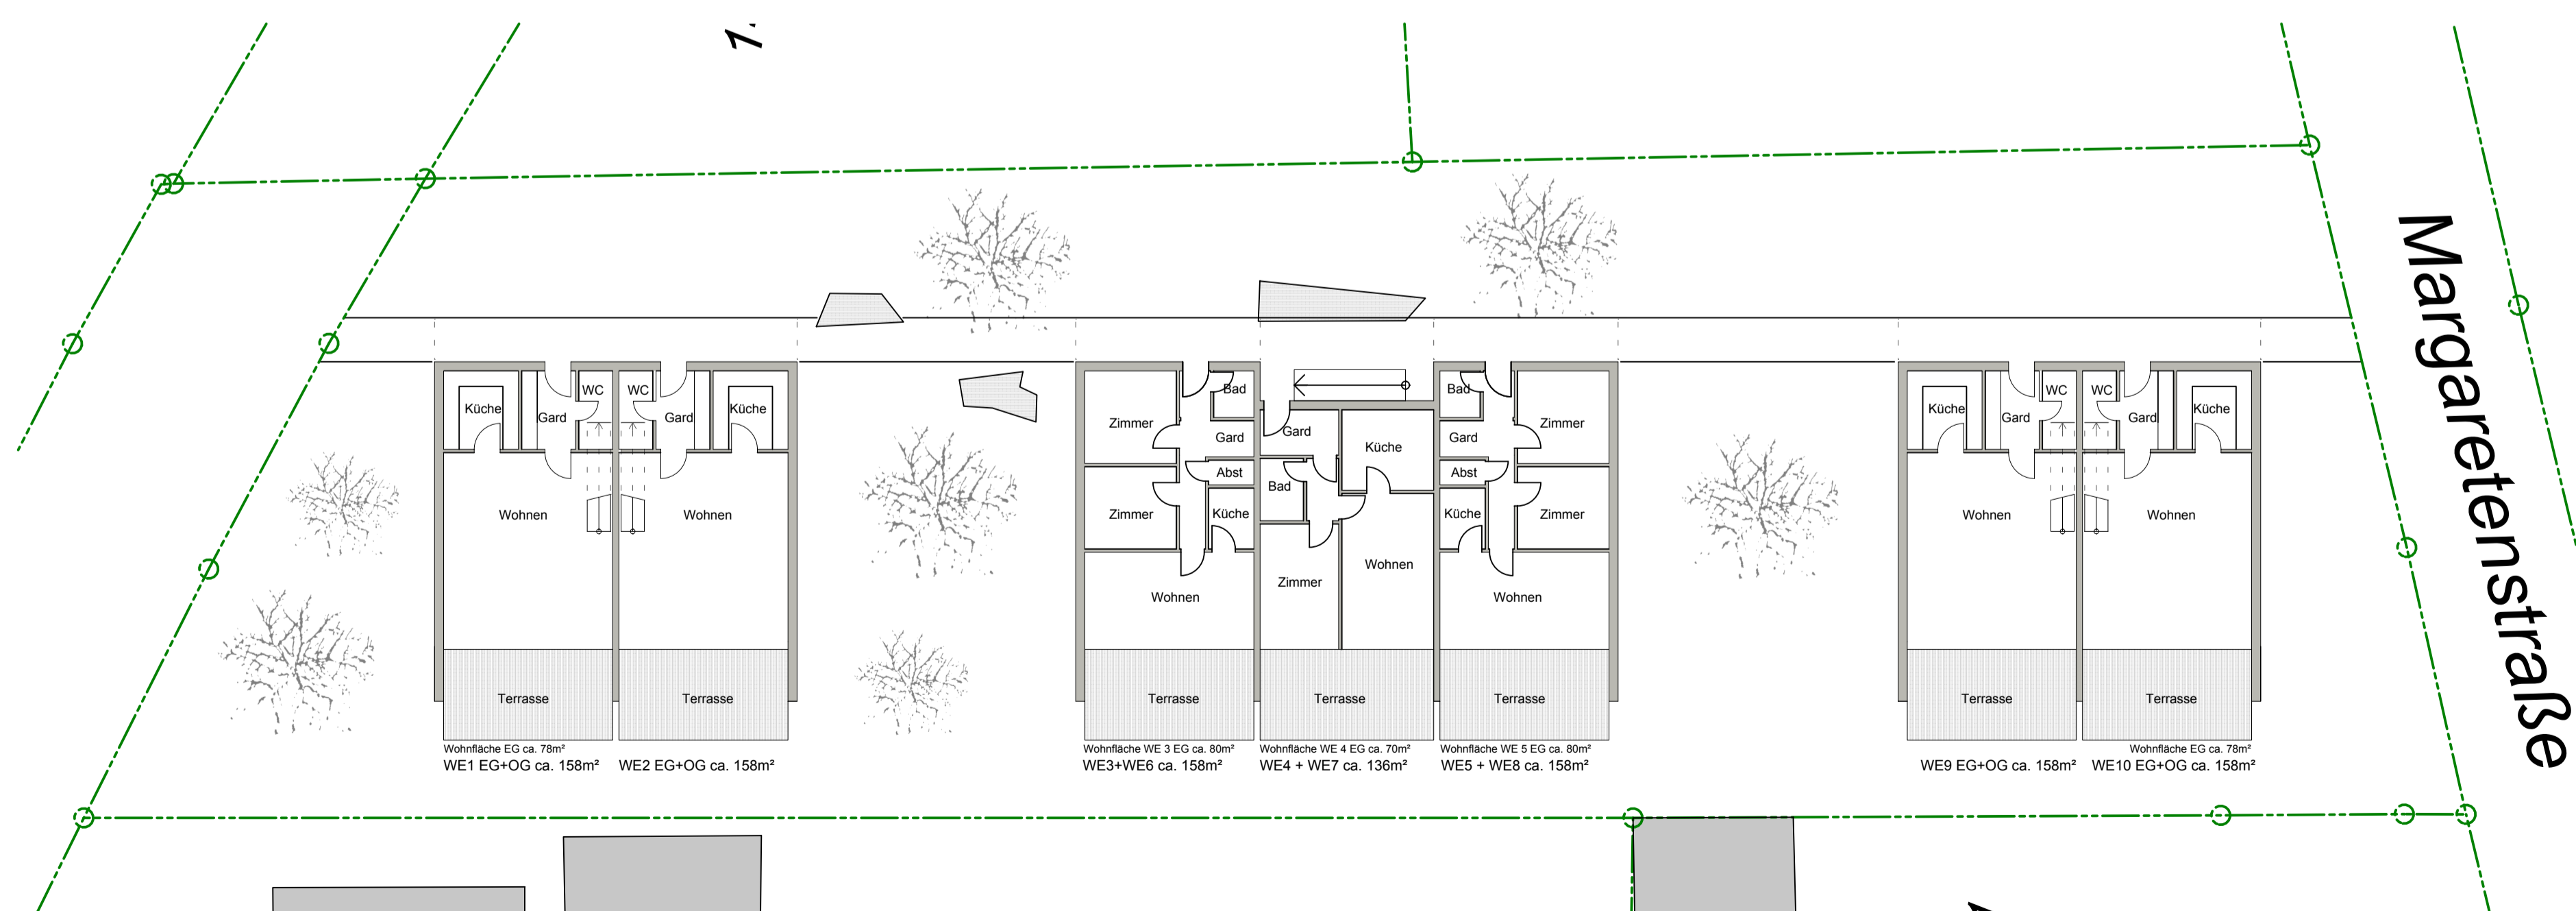 Margaretenstraße
Küche
Gard
WC
WC
Gard
Küche
Wohnen
Wohnen
Terrasse
Terrasse
Wohnfläche EG ca. 78m²
WE1 EG+OG ca. 158m²
WE2 EG+OG ca. 158m²
Zimmer
Bad
Gard
Abst
Zimmer
Küche
Wohnen
Terrasse
Wohnfläche WE 3 EG ca. 80m²
WE3+WE6 ca. 158m²
Gard
Küche
Bad
Zimmer
Wohnen
Terrasse
Wohnfläche WE 4 EG ca. 70m²
WE4 + WE7 ca. 136m²
Bad
Zimmer
Gard
Abst
Küche
Zimmer
Wohnen
Terrasse
Wohnfläche WE 5 EG ca. 80m²
WE5 + WE8 ca. 158m²
Küche
Gard
WC
WC
Gard
Küche
Wohnen
Wohnen
Terrasse
Terrasse
Wohnfläche EG ca. 78m²
WE9 EG+OG ca. 158m²
WE10 EG+OG ca. 158m²